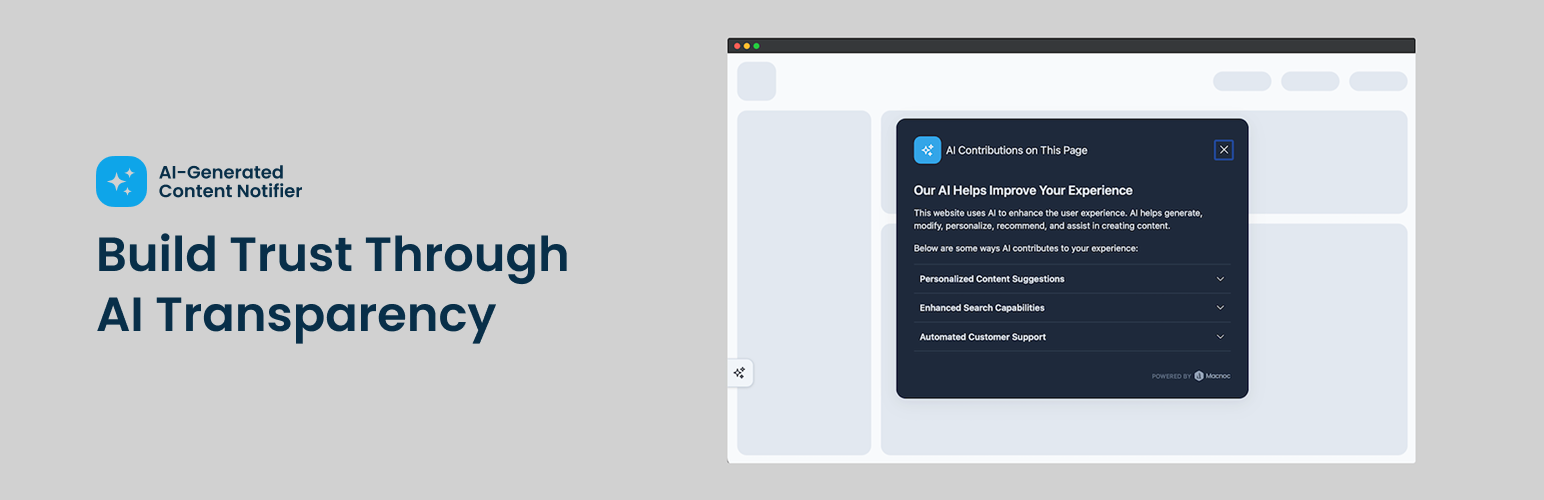 AI-Generated
Content Notifier
Build Trust Through
AI Transparency
AI Contributions on This Page
Our AI Helps Improve Your Experience
This website uses AI to enhance the user experience. AI helps generate,
modify, personalize, recommend, and assist in creating content.
Below are some ways AI contributes to your experience:
Personalized Content Suggestions
Enhanced Search Capabilities
Automated Customer Support
POWERED BY Macnoc